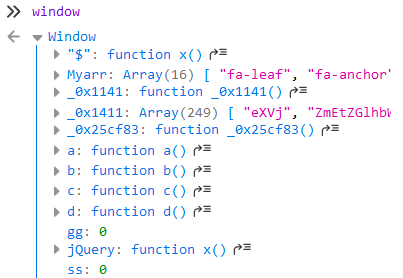 window
Window
"$": function x()
Myarr: Array(16) [ "fa-leaf", "fa-anchor"
_0x1141: function _0x1141()
_0x1411: Array(249) [ "eXVj", "ZmEtZGlhbW
_0x25cf83: function _0x25cf83()
a: function a()
b: function b()
c: function c()
d: function d()
gg: 0
jQuery: function x()
ss: 0